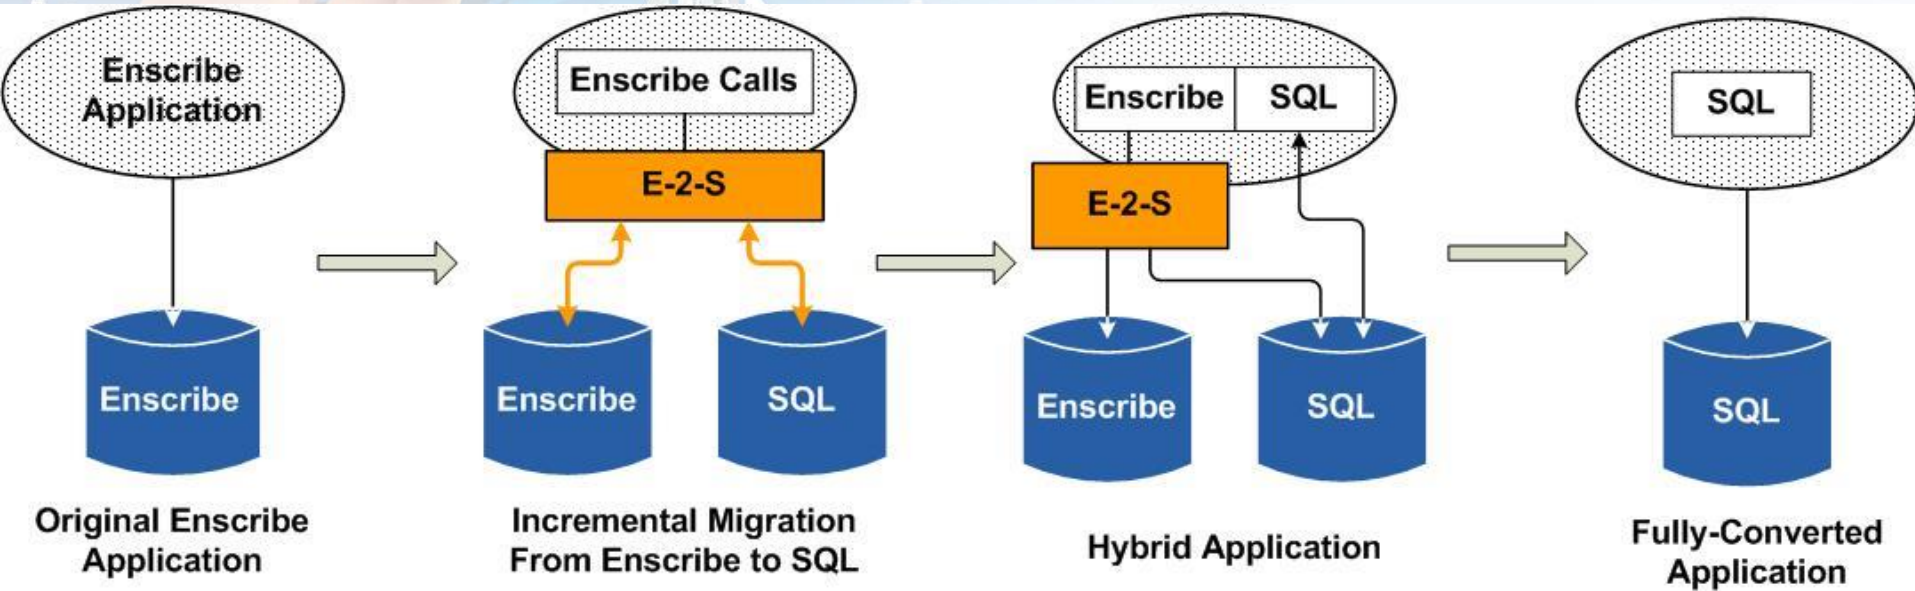 Enscribe
Application
Enscribe
Original Enscribe
Application
Enscribe Calls
E-2-S
Enscribe
SQL
Incremental Migration
From Enscribe to SQL
Enscribe
SQL
E-2-S
Enscribe
SQL
Hybrid Application
SQL
SQL
Fully-Converted
Application